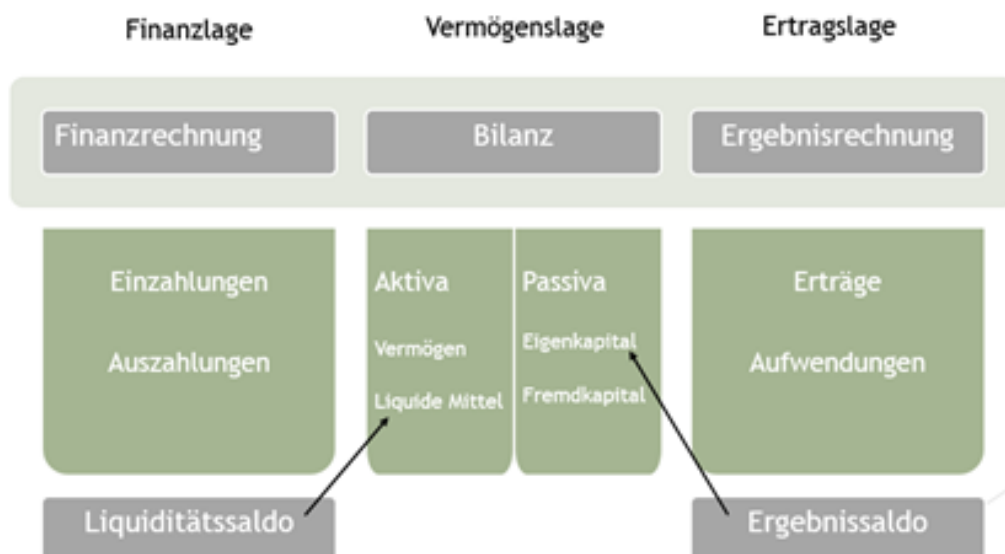 Finanzlage
Vermögenslage
Ertragslage
Finanzrechnung
Bilanz
Ergebnisrechnung
Einzahlungen
Auszahlungen
Aktiva
Vermögen
Liquide Mittel
Passiva
Eigenkapital
Fremdkapital
Erträge
Aufwendungen
Liquiditätssaldo
Ergebnissaldo